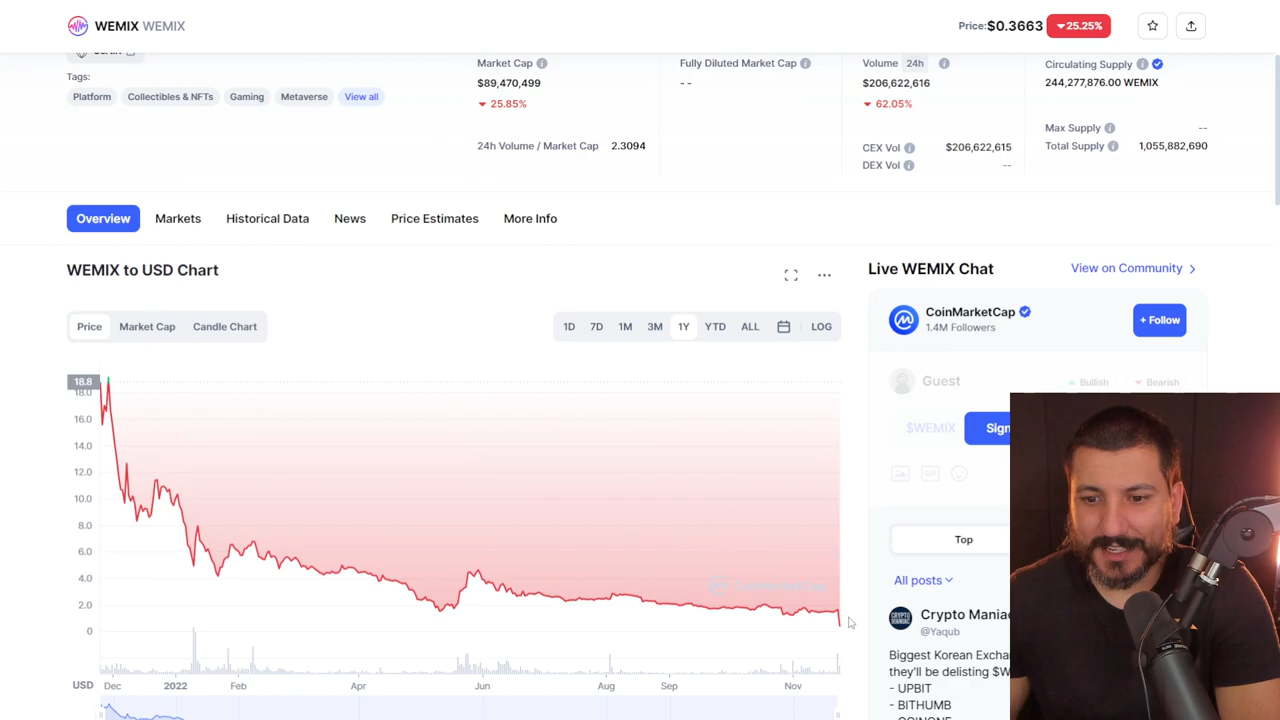 WEMIX WEMIX
Price:$0.3663 25.25%
Tags:
Platform Collectibles & NFTs Gaming Metaverse View all
Market Cap
$89,470,499
25.85%
24h Volume / Market Cap 2.3094
Fully Diluted Market Cap
- -
Volume 24h
$206,622,616
62.05%
CEX Vol $206,622,615
DEX Vol --
Circulating Supply
244,277,876.00 WEMIX
Max Supply --
Total Supply 1,055,882,690
Overview Markets Historical Data News Price Estimates More Info
WEMIX to USD Chart
Price Market Cap Candle Chart
1D 7D 1M 3M 1Y YTD ALL LOG
18.8
18.0
16.0
14.0
12.0
10.0
8.0
6.0
4.0
2.0
0
USD Dec 2022 Feb Apr Jun Aug Sep Nov
Live WEMIX Chat View on Community
CoinMarketCap
1.4M Followers
+ Follow
Guest Bullish Bearish
$WEMIX Sign
GIF
Top
All posts
CRYPTO MANIAC
Crypto Maniac
@Yaqub
Biggest Korean Excha
they'll be delisting $W
- UPBIT
- BITHUMB